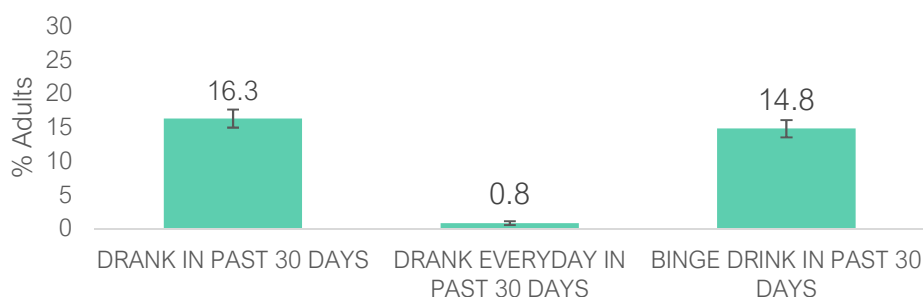 30
25
20
15
10
5
0
% Adults
16.3
0.8
14.8
DRANK IN PAST 30 DAYS
DRANK EVERYDAY IN
PAST 30 DAYS
BINGE DRINK IN PAST 30
DAYS